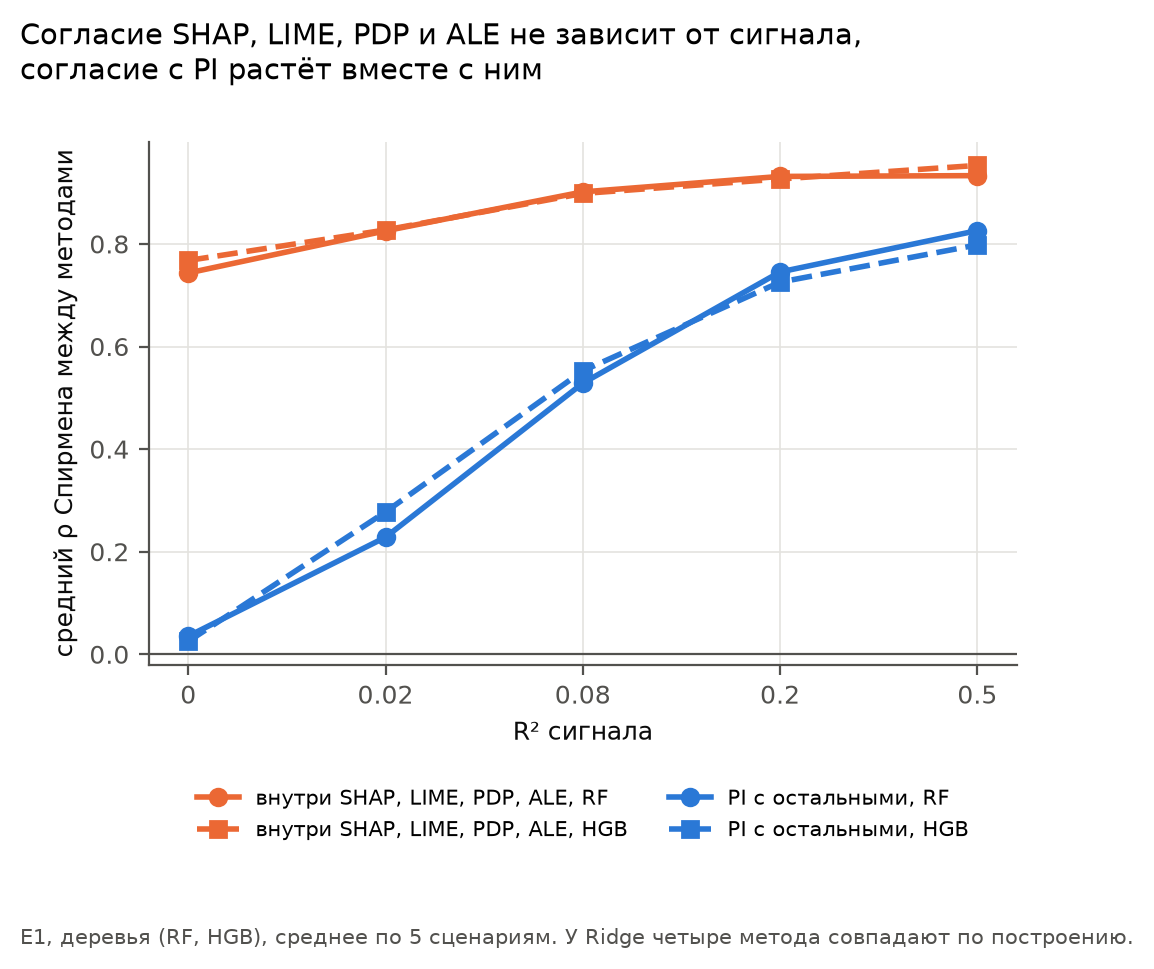 Согласие SHAP, LIME, PDP и ALE не зависит от сигнала,
согласие с PI растёт вместе с ним
средний ρ Спирмена между методами
0.8
0.6
0.4
0.2
0.0
0
0.02
0.08
0.2
0.5
R² сигнала
внутри SHAP, LIME, PDP, ALE, RF
внутри SHAP, LIME, PDP, ALE, HGB
PI с остальными, RF
PI с остальными, HGB
E1, деревья (RF, HGB), среднее по 5 сценариям. У Ridge четыре метода совпадают по построению.